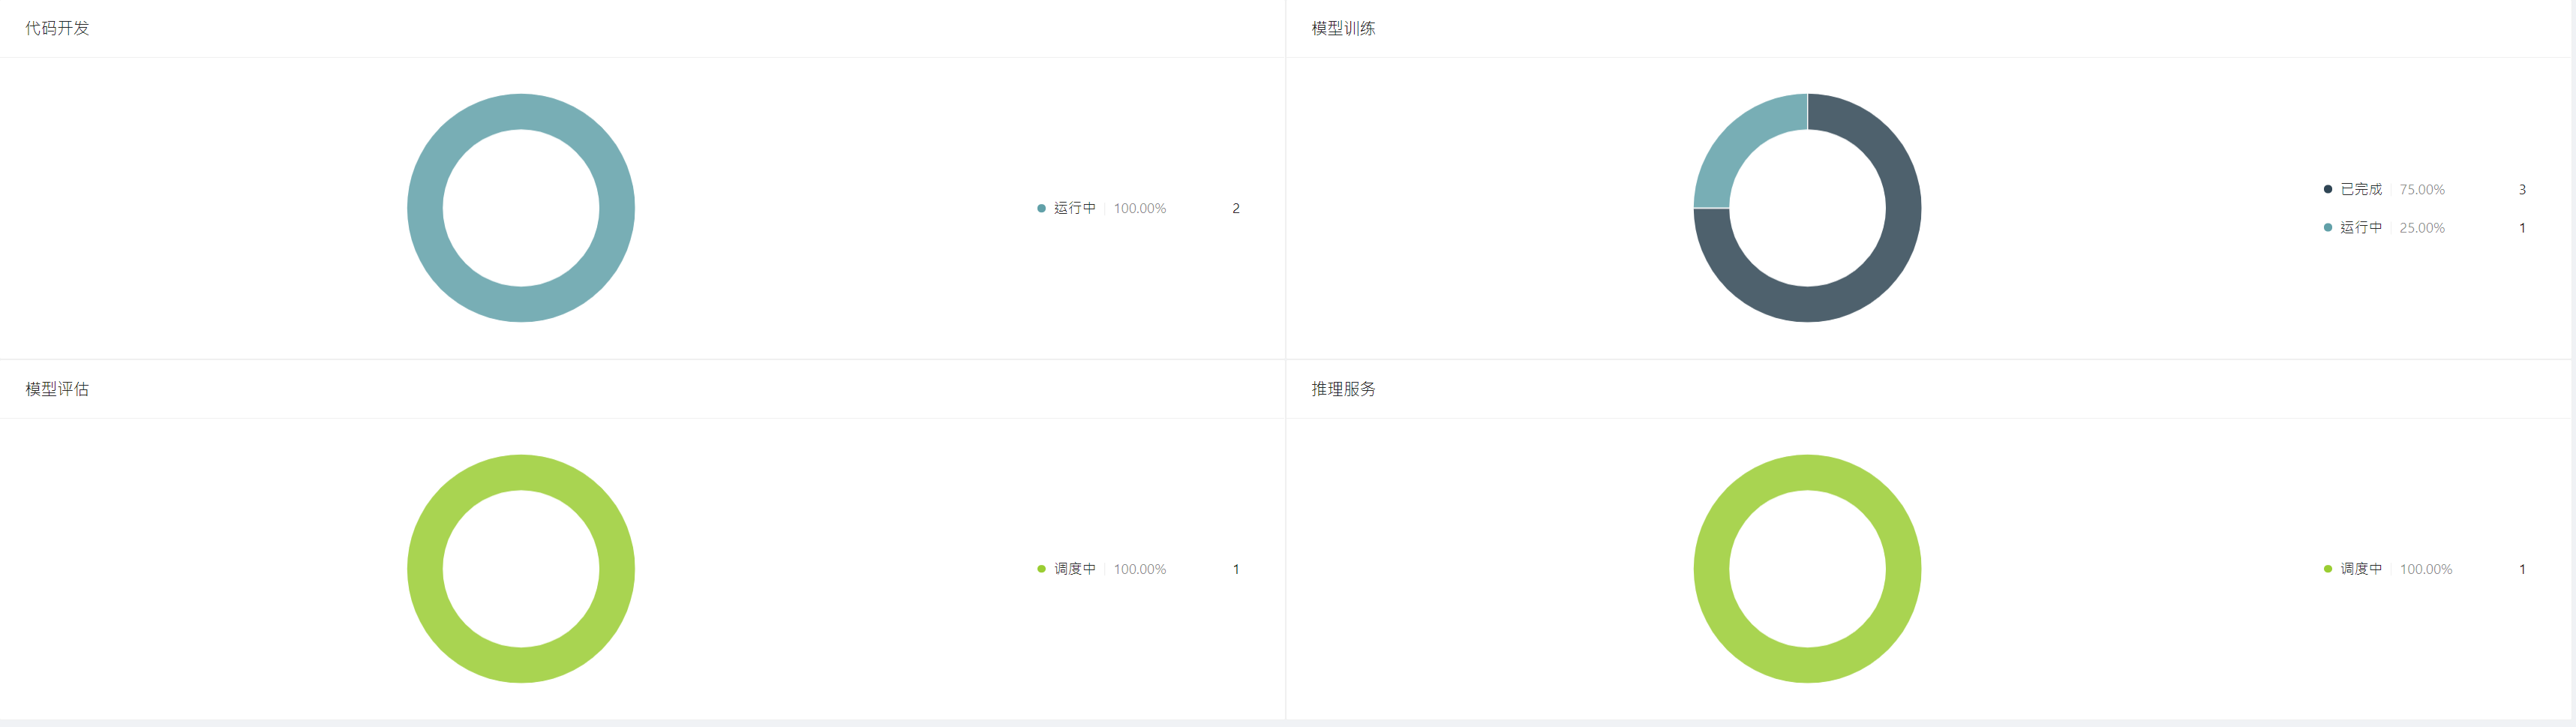 代码开发
运行中 100.00% 2
模型训练
已完成 75.00% 3
运行中 25.00% 1
模型评估
调度中 100.00% 1
推理服务
调度中 100.00% 1